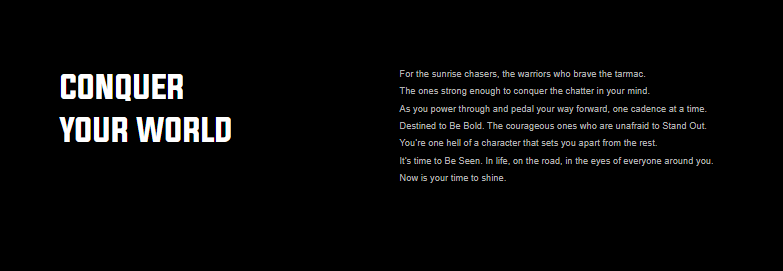 CONQUER
YOUR WORLD
For the sunrise chasers, the warriors who brave the tarmac.
The ones strong enough to conquer the chatter in your mind.
As you power through and pedal your way forward, one cadence at a time.
Destined to Be Bold. The courageous ones who are unafraid to Stand Out.
You're one hell of a character that sets you apart from the rest.
It's time to Be Seen. In life, on the road, in the eyes of everyone around you.
Now is your time to shine.